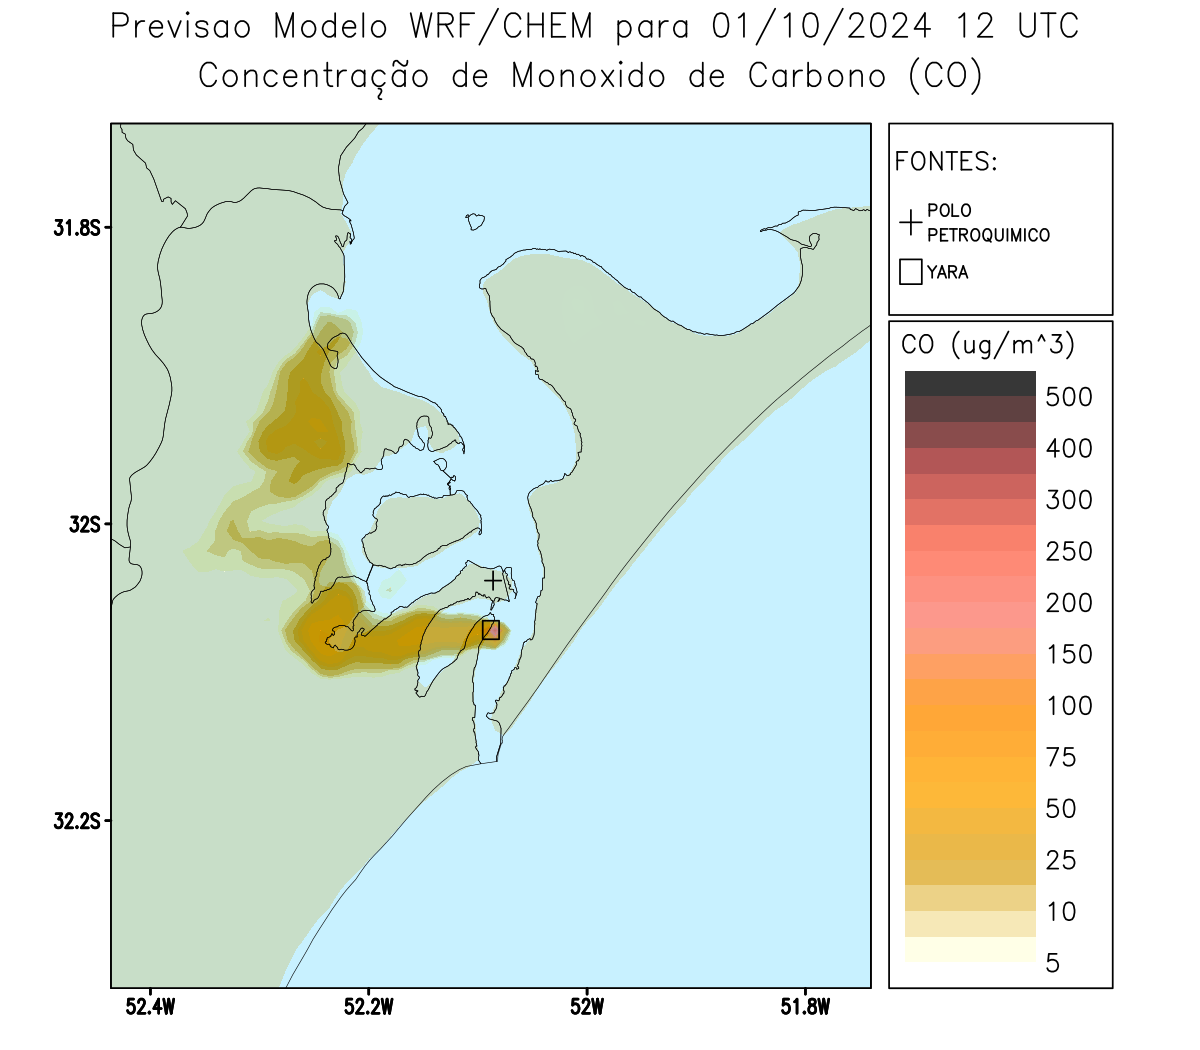 Previsao Modelo WRF/CHEM para 01/10/2024 12 UTC
Concentração de Monoxido de Carbono (CO)
FONTES:
POLO
PETROQUIMICO
YARA
CO (ug/m^3)
500
400
300
250
200
150
100
75
50
25
10
5
31.8S
32S
32.2S
52.4W
52.2W
52W
51.8W